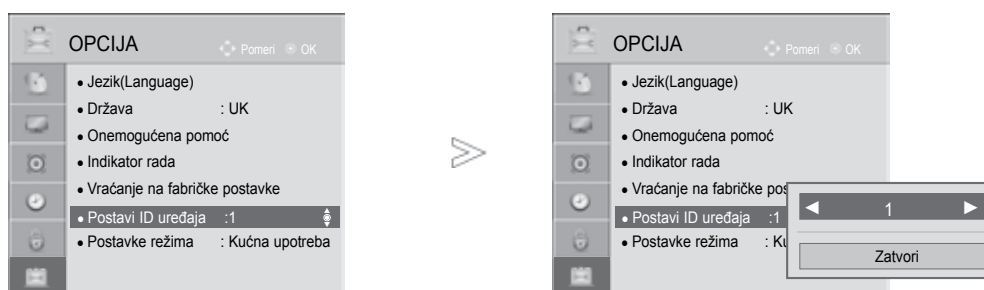 OPCIJA
Pomeri OK
• Jezik(Language)
• Država : UK
• Onemogućena pomoć
• Indikator rada
• Vraćanje na fabričke postavke
• Postavi ID uređaja :1
• Postavke režima : Kućna upotreba
OPCIJA
Pomeri OK
• Jezik(Language)
• Država : UK
• Onemogućena pomoć
• Indikator rada
• Vraćanje na fabričke pos
• Postavi ID uređaja :1
• Postavke režima : Ku
◄ 1 ►
Zatvori